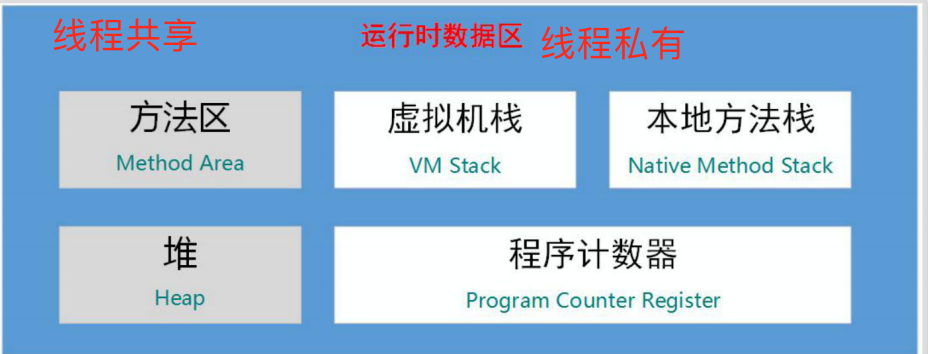 线程共享
运行时数据区
线程私有
方法区
Method Area
虚拟机栈
VM Stack
本地方法栈
Native Method Stack
堆
Heap
程序计数器
Program Counter Register